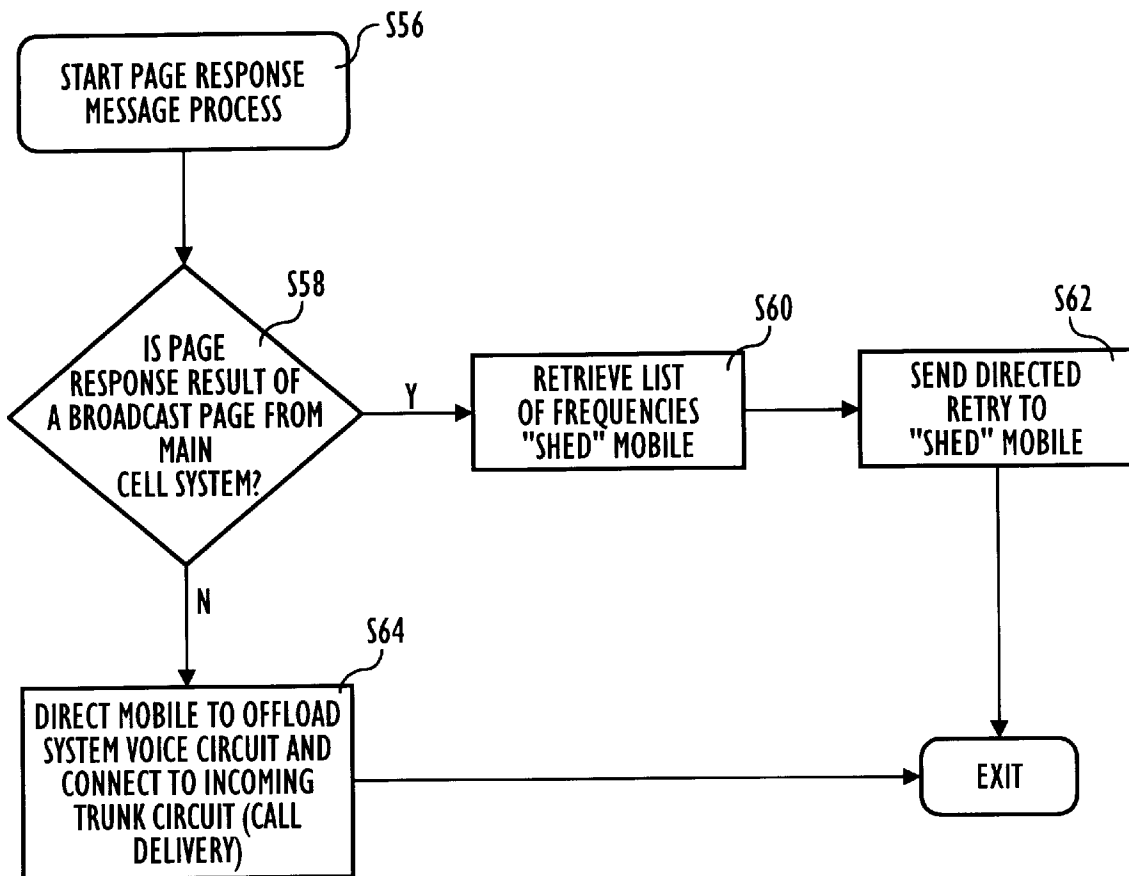 S56
START PAGE RESPONSE
MESSAGE PROCESS
S58
IS PAGE
RESPONSE RESULT OF
A BROADCAST PAGE FROM
MAIN
CELL SYSTEM?
Y
S60
RETRIEVE LIST
OF FREQUENCIES
"SHED" MOBILE
S62
SEND DIRECTED
RETRY TO
"SHED" MOBILE
N
S64
DIRECT MOBILE TO OFFLOAD
SYSTEM VOICE CIRCUIT AND
CONNECT TO INCOMING
TRUNK CIRCUIT (CALL
DELIVERY)
EXIT